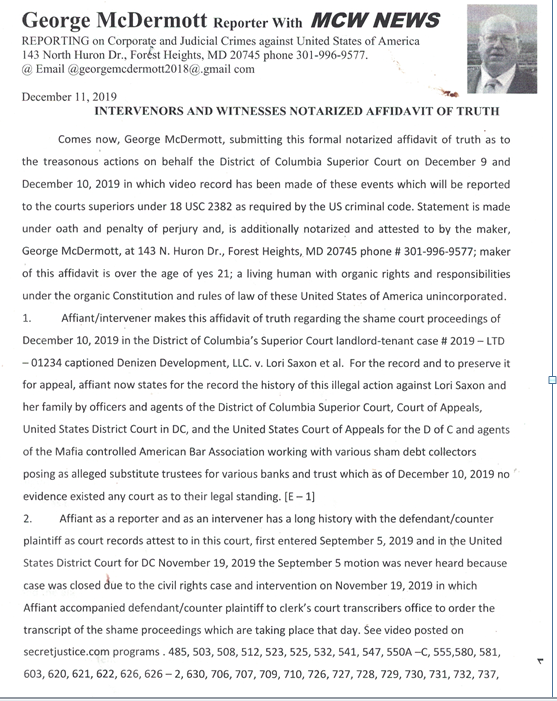 George McDermott Reporter With MCW NEWS
REPORTING on Corporate and Judicial Crimes against United States of America
143 North Huron Dr., Forest Heights, MD 20745 phone 301-996-9577.
@ Email @georgemcdermott2018@.gmail com
December 11, 2019
INTERVENORS AND WITNESSES NOTARIZED AFFIDAVIT OF TRUTH
Comes now, George McDermott, submitting this formal notarized affidavit of truth as to
the treasonous actions on behalf the District of Columbia Superior Court on December 9 and
December 10, 2019 in which video record has been made of these events which will be reported
to the courts superiors under 18 USC 2382 as required by the US criminal code. Statement is made
under oath and penalty of perjury and, is additionally notarized and attested to by the maker,
George McDermott, at 143 N. Huron Dr., Forest Heights, MD 20745 phone # 301-996-9577; maker
of this affidavit is over the age of yes 21; a living human with organic rights and responsibilities
under the organic Constitution and rules of law of these United States of America unincorporated.
1. Affiant/intervener makes this affidavit of truth regarding the shame court proceedings of
December 10, 2019 in the District of Columbia's Superior Court landlord-tenant case # 2019 – LTD
– 01234 captioned Denizen Development, LLC. v. Lori Saxon et al. For the record and to preserve it
for appeal, affiant now states for the record the history of this illegal action against Lori Saxon and
her family by officers and agents of the District of Columbia Superior Court, Court of Appeals,
United States District Court in DC, and the United States Court of Appeals for the D of C and agents
of the Mafia controlled American Bar Association working with various sham debt collectors
posing as alleged substitute trustees for various banks and trust which as of December 10, 2019 no
evidence existed any court as to their legal standing. [E – 1]
2. Affiant as a reporter and as an intervener has a long history with the defendant/counter
plaintiff as court records attest to in this court, first entered September 5, 2019 and in the United
States District Court for DC November 19, 2019 the September 5 motion was never heard because
case was closed due to the civil rights case and intervention on November 19, 2019 in which
Affiant accompanied defendant/counter plaintiff to clerk's court transcribers office to order the
transcript of the shame proceedings which are taking place that day. See video posted on
secretjustice.com programs . 485, 503, 508, 512, 523, 525, 532, 541, 547, 550A –C, 555,580, 581,
603, 620, 621, 622, 626, 626 – 2, 630, 706, 707, 709, 710, 726, 727, 728, 729, 730, 731, 732, 737,